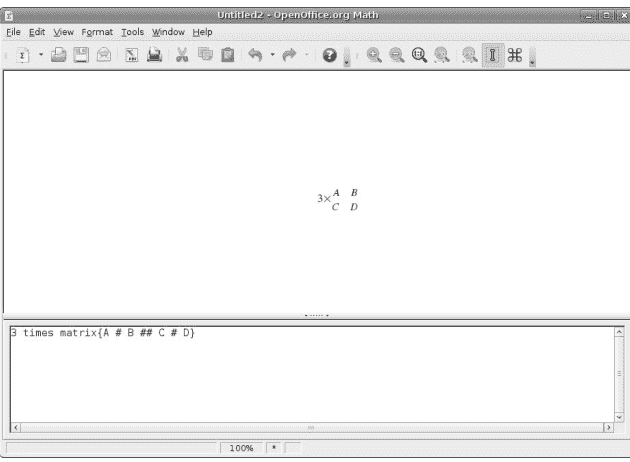 Untitled2 - OpenOffice.org Math
File Edit View Format Tools Window Help
3×A B
C D
3 times matrix{A # B ## C # D}
100% *